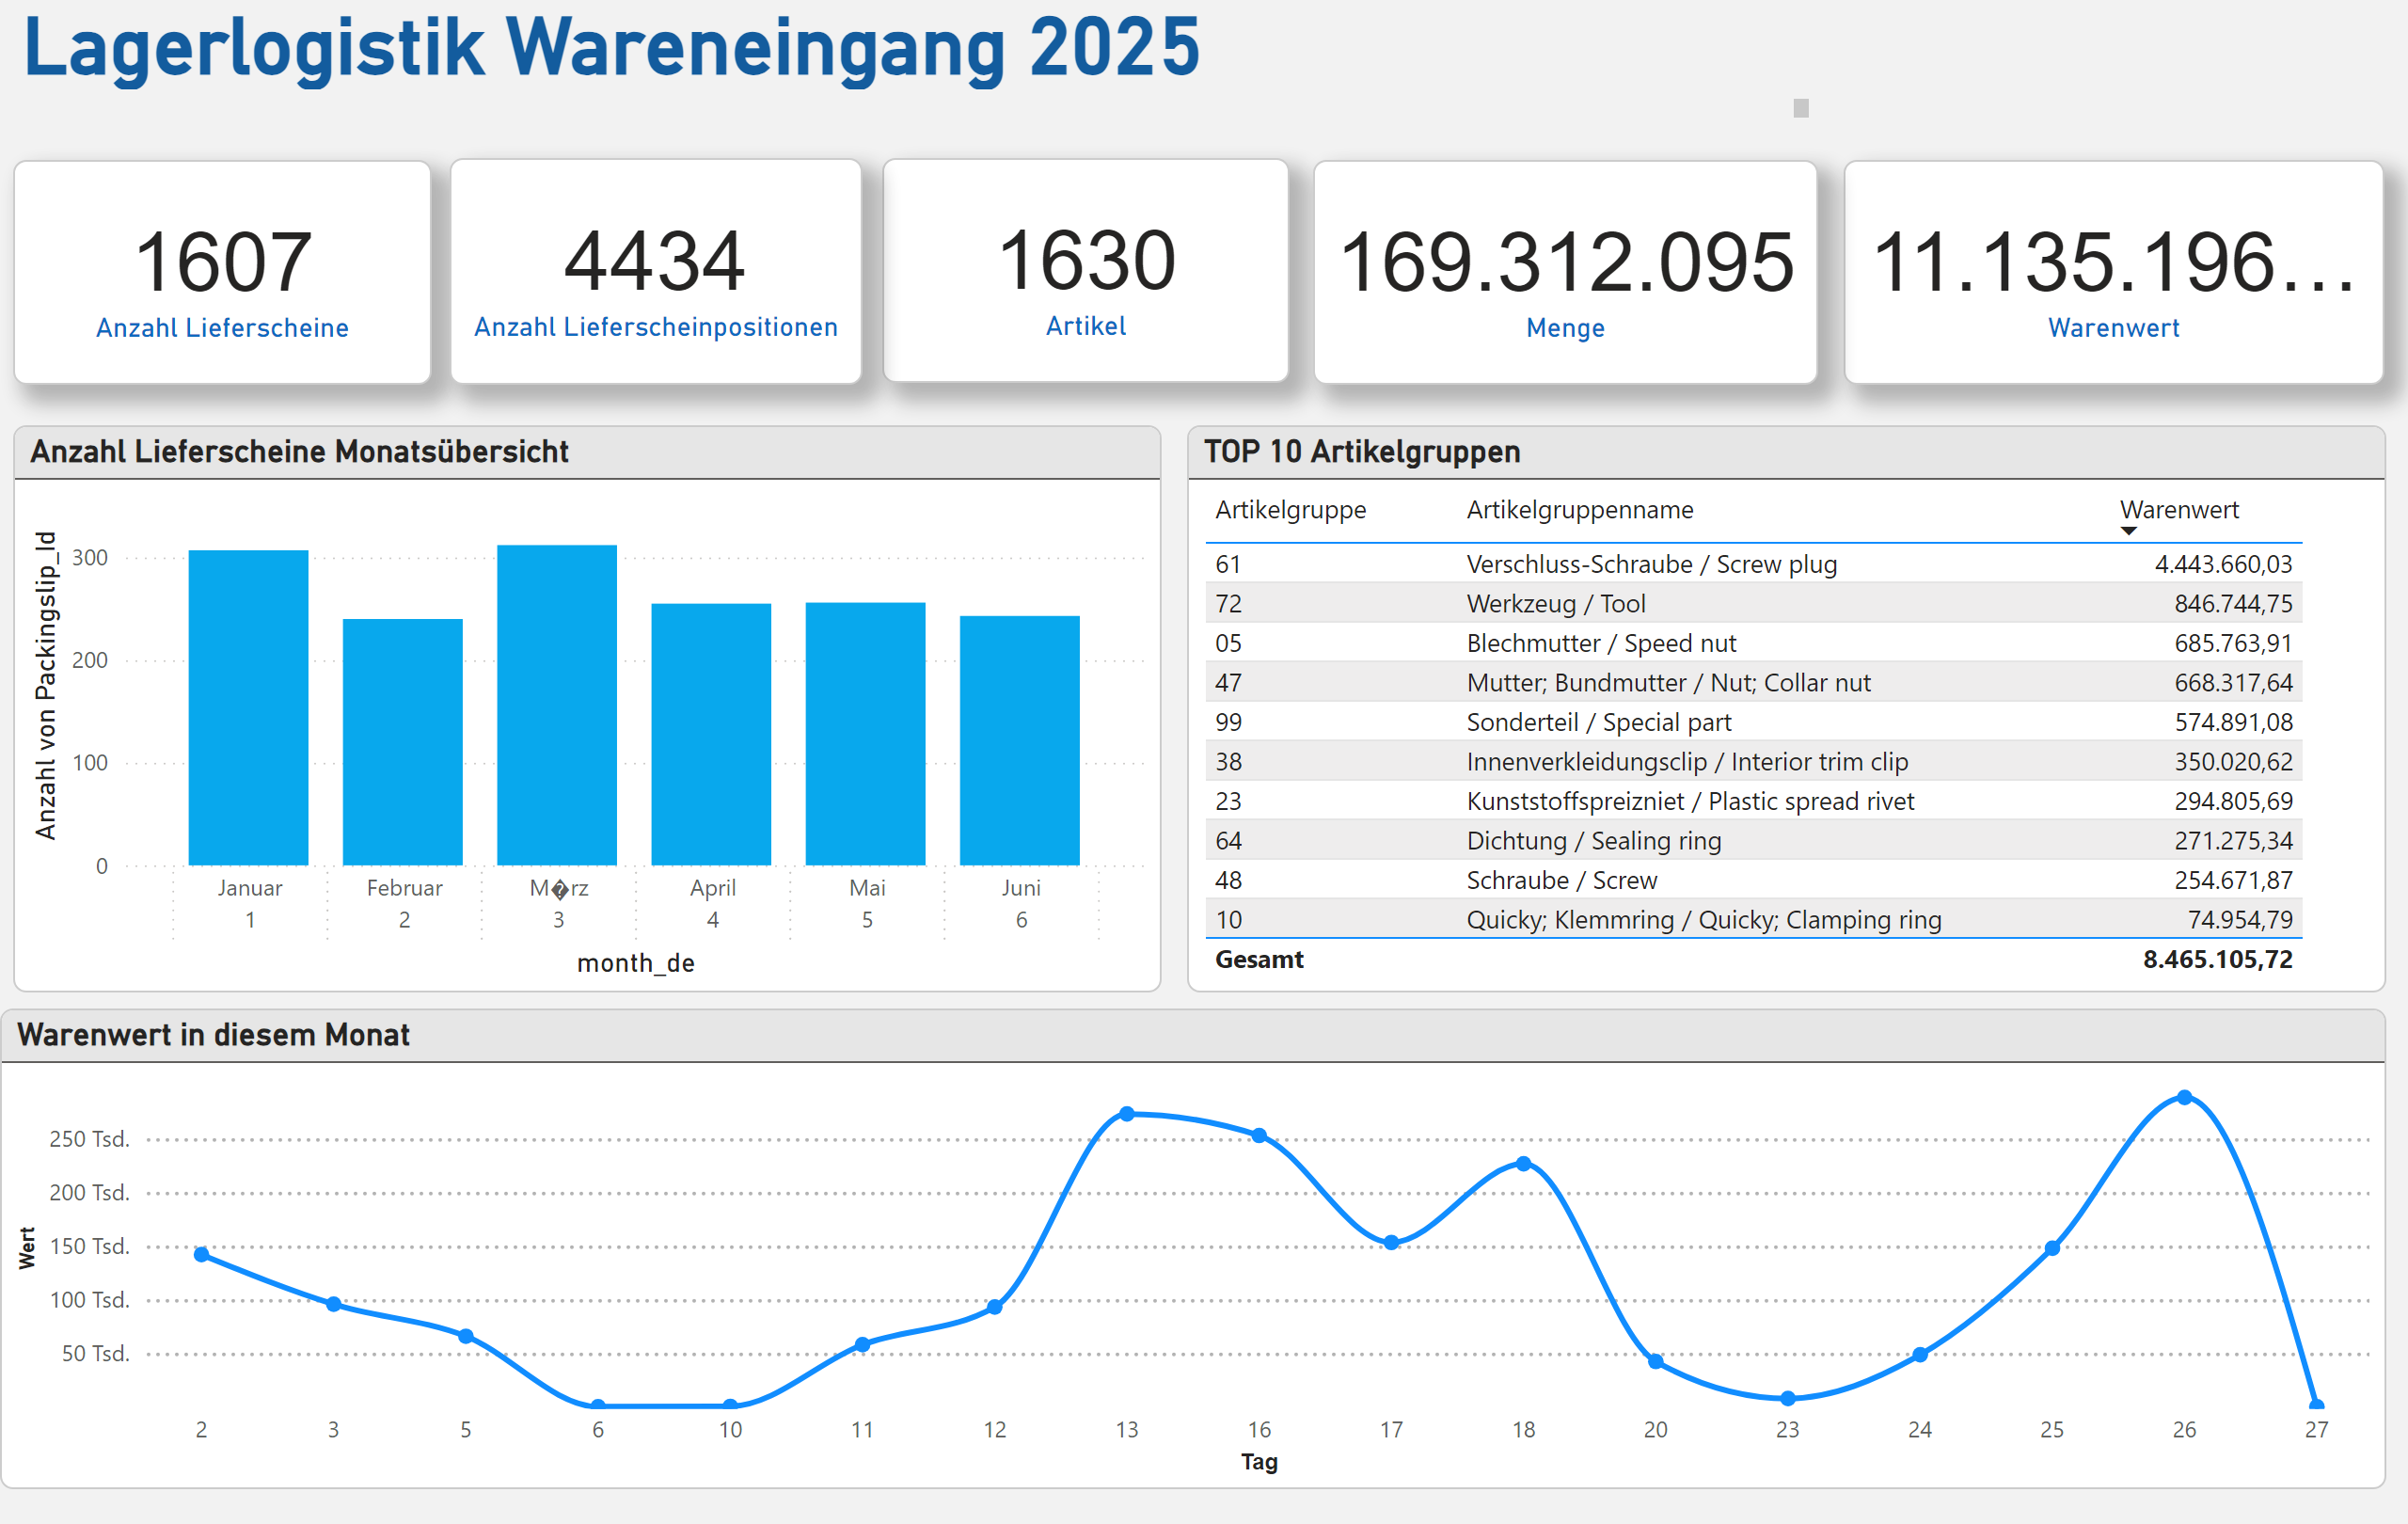 Lagerlogistik Wareneingang 2025
1607
Anzahl Lieferscheine
4434
Anzahl Lieferscheinpositionen
1630
Artikel
169.312.095
Menge
11.135.196...
Warenwert
Anzahl Lieferscheine Monatsübersicht
Anzahl von Packingslip_Id
300
200
100
0
Januar Februar M�rz April Mai Juni
1 2 3 4 5 6
month_de
TOP 10 Artikelgruppen
Artikelgruppe Artikelgruppenname Warenwert
61 Verschluss-Schraube / Screw plug 4.443.660,03
72 Werkzeug / Tool 846.744,75
05 Blechmutter / Speed nut 685.763,91
47 Mutter; Bundmutter / Nut; Collar nut 668.317,64
99 Sonderteil / Special part 574.891,08
38 Innenverkleidungsclip / Interior trim clip 350.020,62
23 Kunststoffspreizniet / Plastic spread rivet 294.805,69
64 Dichtung / Sealing ring 271.275,34
48 Schraube / Screw 254.671,87
10 Quicky; Klemmring / Quicky; Clamping ring 74.954,79
Gesamt 8.465.105,72
Warenwert in diesem Monat
Wert
250 Tsd.
200 Tsd.
150 Tsd.
100 Tsd.
50 Tsd.
2 3 5 6 10 11 12 13 16 17 18 20 23 24 25 26 27
Tag